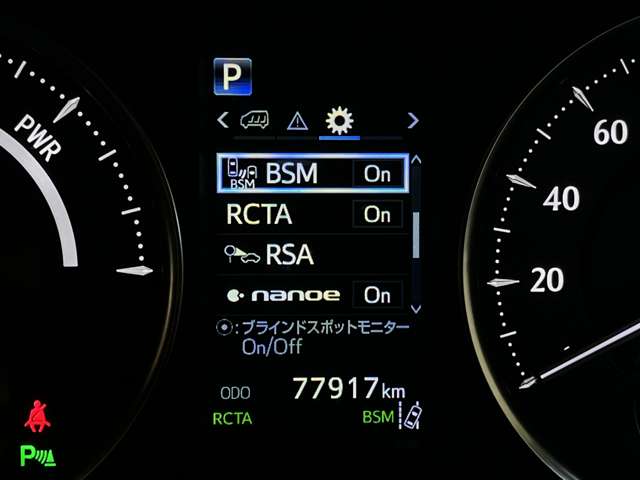 P
PWR
60
40
20
BSM BSM On
RCTA On
RSA
nanoe On
:ブラインドスポットモニター
On/Off
ODO 77917km
RCTA BSM
P